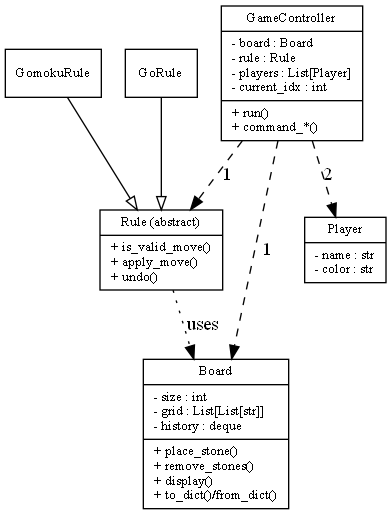 GameController
- board : Board
- rule : Rule
- players : List[Player]
- current_idx : int
+ run()
+ command_*()
GomokuRule
GoRule
1
2
Rule (abstract)
+ is_valid_move()
+ apply_move()
+ undo()
Player
- name : str
- color : str
1
uses
Board
- size : int
- grid : List[List[str]]
- history : deque
+ place_stone()
+ remove_stones()
+ display()
+ to_dict()/from_dict()